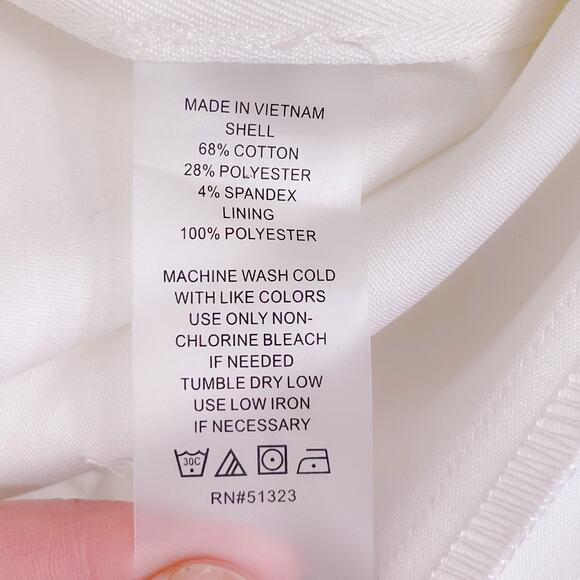 MADE IN VIETNAM
SHELL
68% COTTON
28% POLYESTER
4% SPANDEX
LINING
100% POLYESTER
MACHINE WASH COLD
WITH LIKE COLORS
USE ONLY NON-
CHLORINE BLEACH
IF NEEDED
TUMBLE DRY LOW
USE LOW IRON
IF NECESSARY
30C
RN#51323